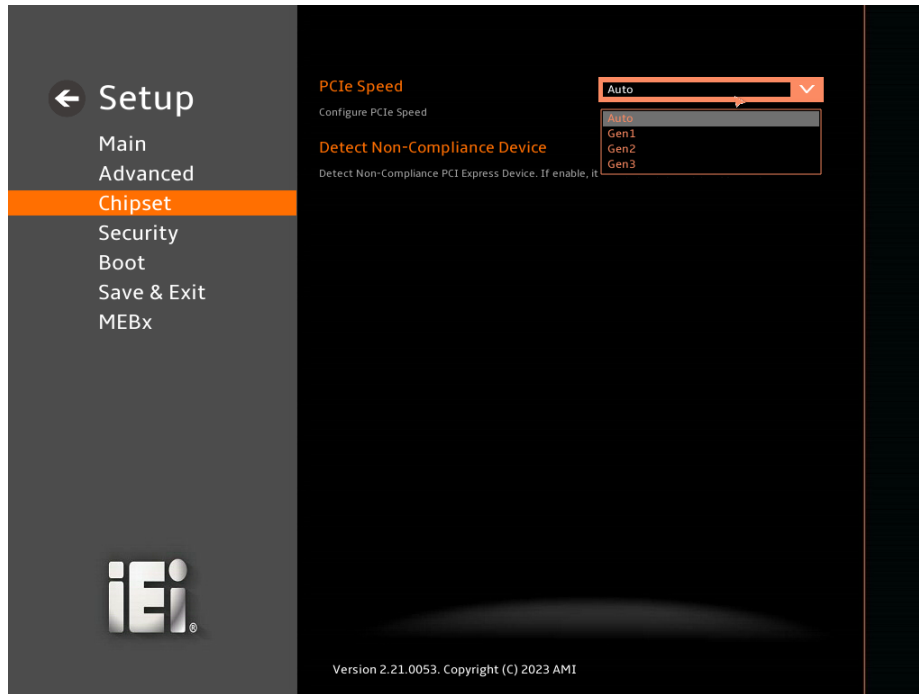 Setup
Main
Advanced
Chipset
Security
Boot
Save & Exit
MEBx
PCIe Speed
Configure PCIe Speed
Auto
Auto
Gen1
Gen2
Gen3
Detect Non-Compliance Device
Detect Non-Compliance PCI Express Device. If enable, it
iEi®
Version 2.21.0053. Copyright (C) 2023 AMI